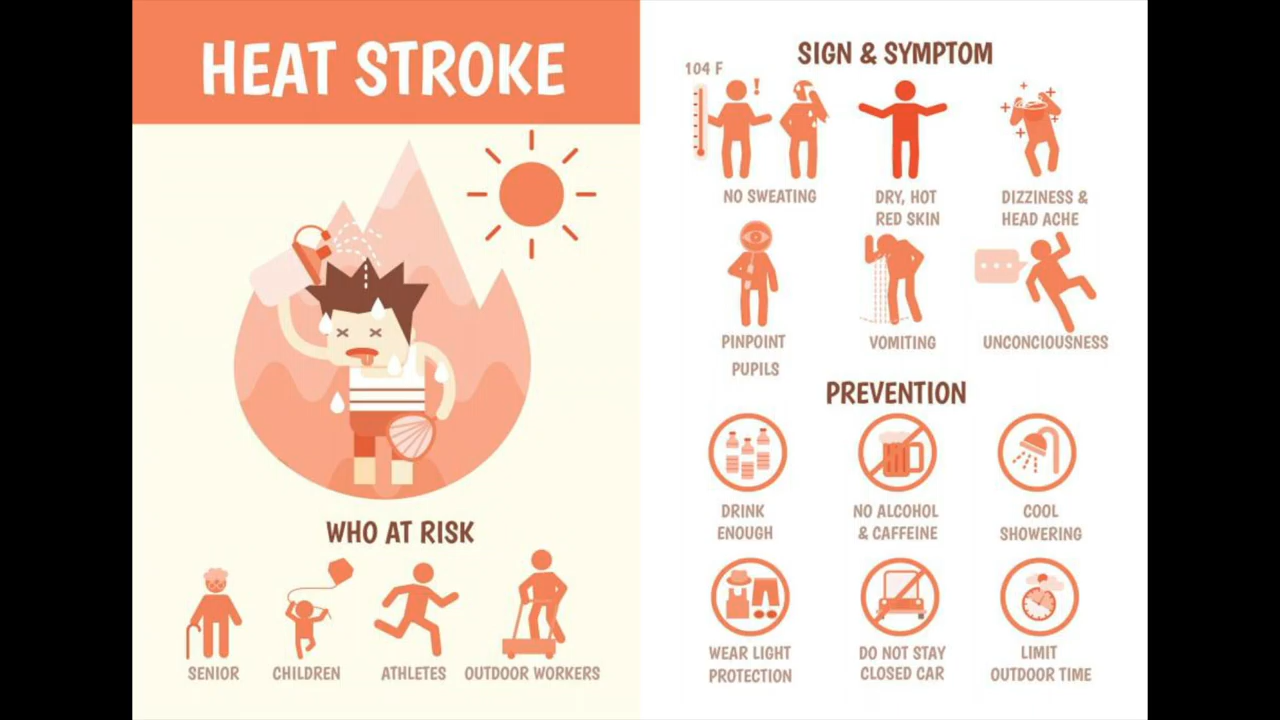 HEAT STROKE
WHO AT RISK
SENIOR
CHILDREN
ATHLETES
OUTDOOR WORKERS
SIGN & SYMPTOM
104 F
!
NO SWEATING
DRY, HOT
RED SKIN
DIZZINESS &
HEAD ACHE
PINPOINT
PUPILS
VOMITING
UNCONCIOUSNESS
PREVENTION
DRINK
ENOUGH
NO ALCOHOL
& CAFFEINE
COOL
SHOWERING
WEAR LIGHT
PROTECTION
DO NOT STAY
CLOSED CAR
LIMIT
OUTDOOR TIME